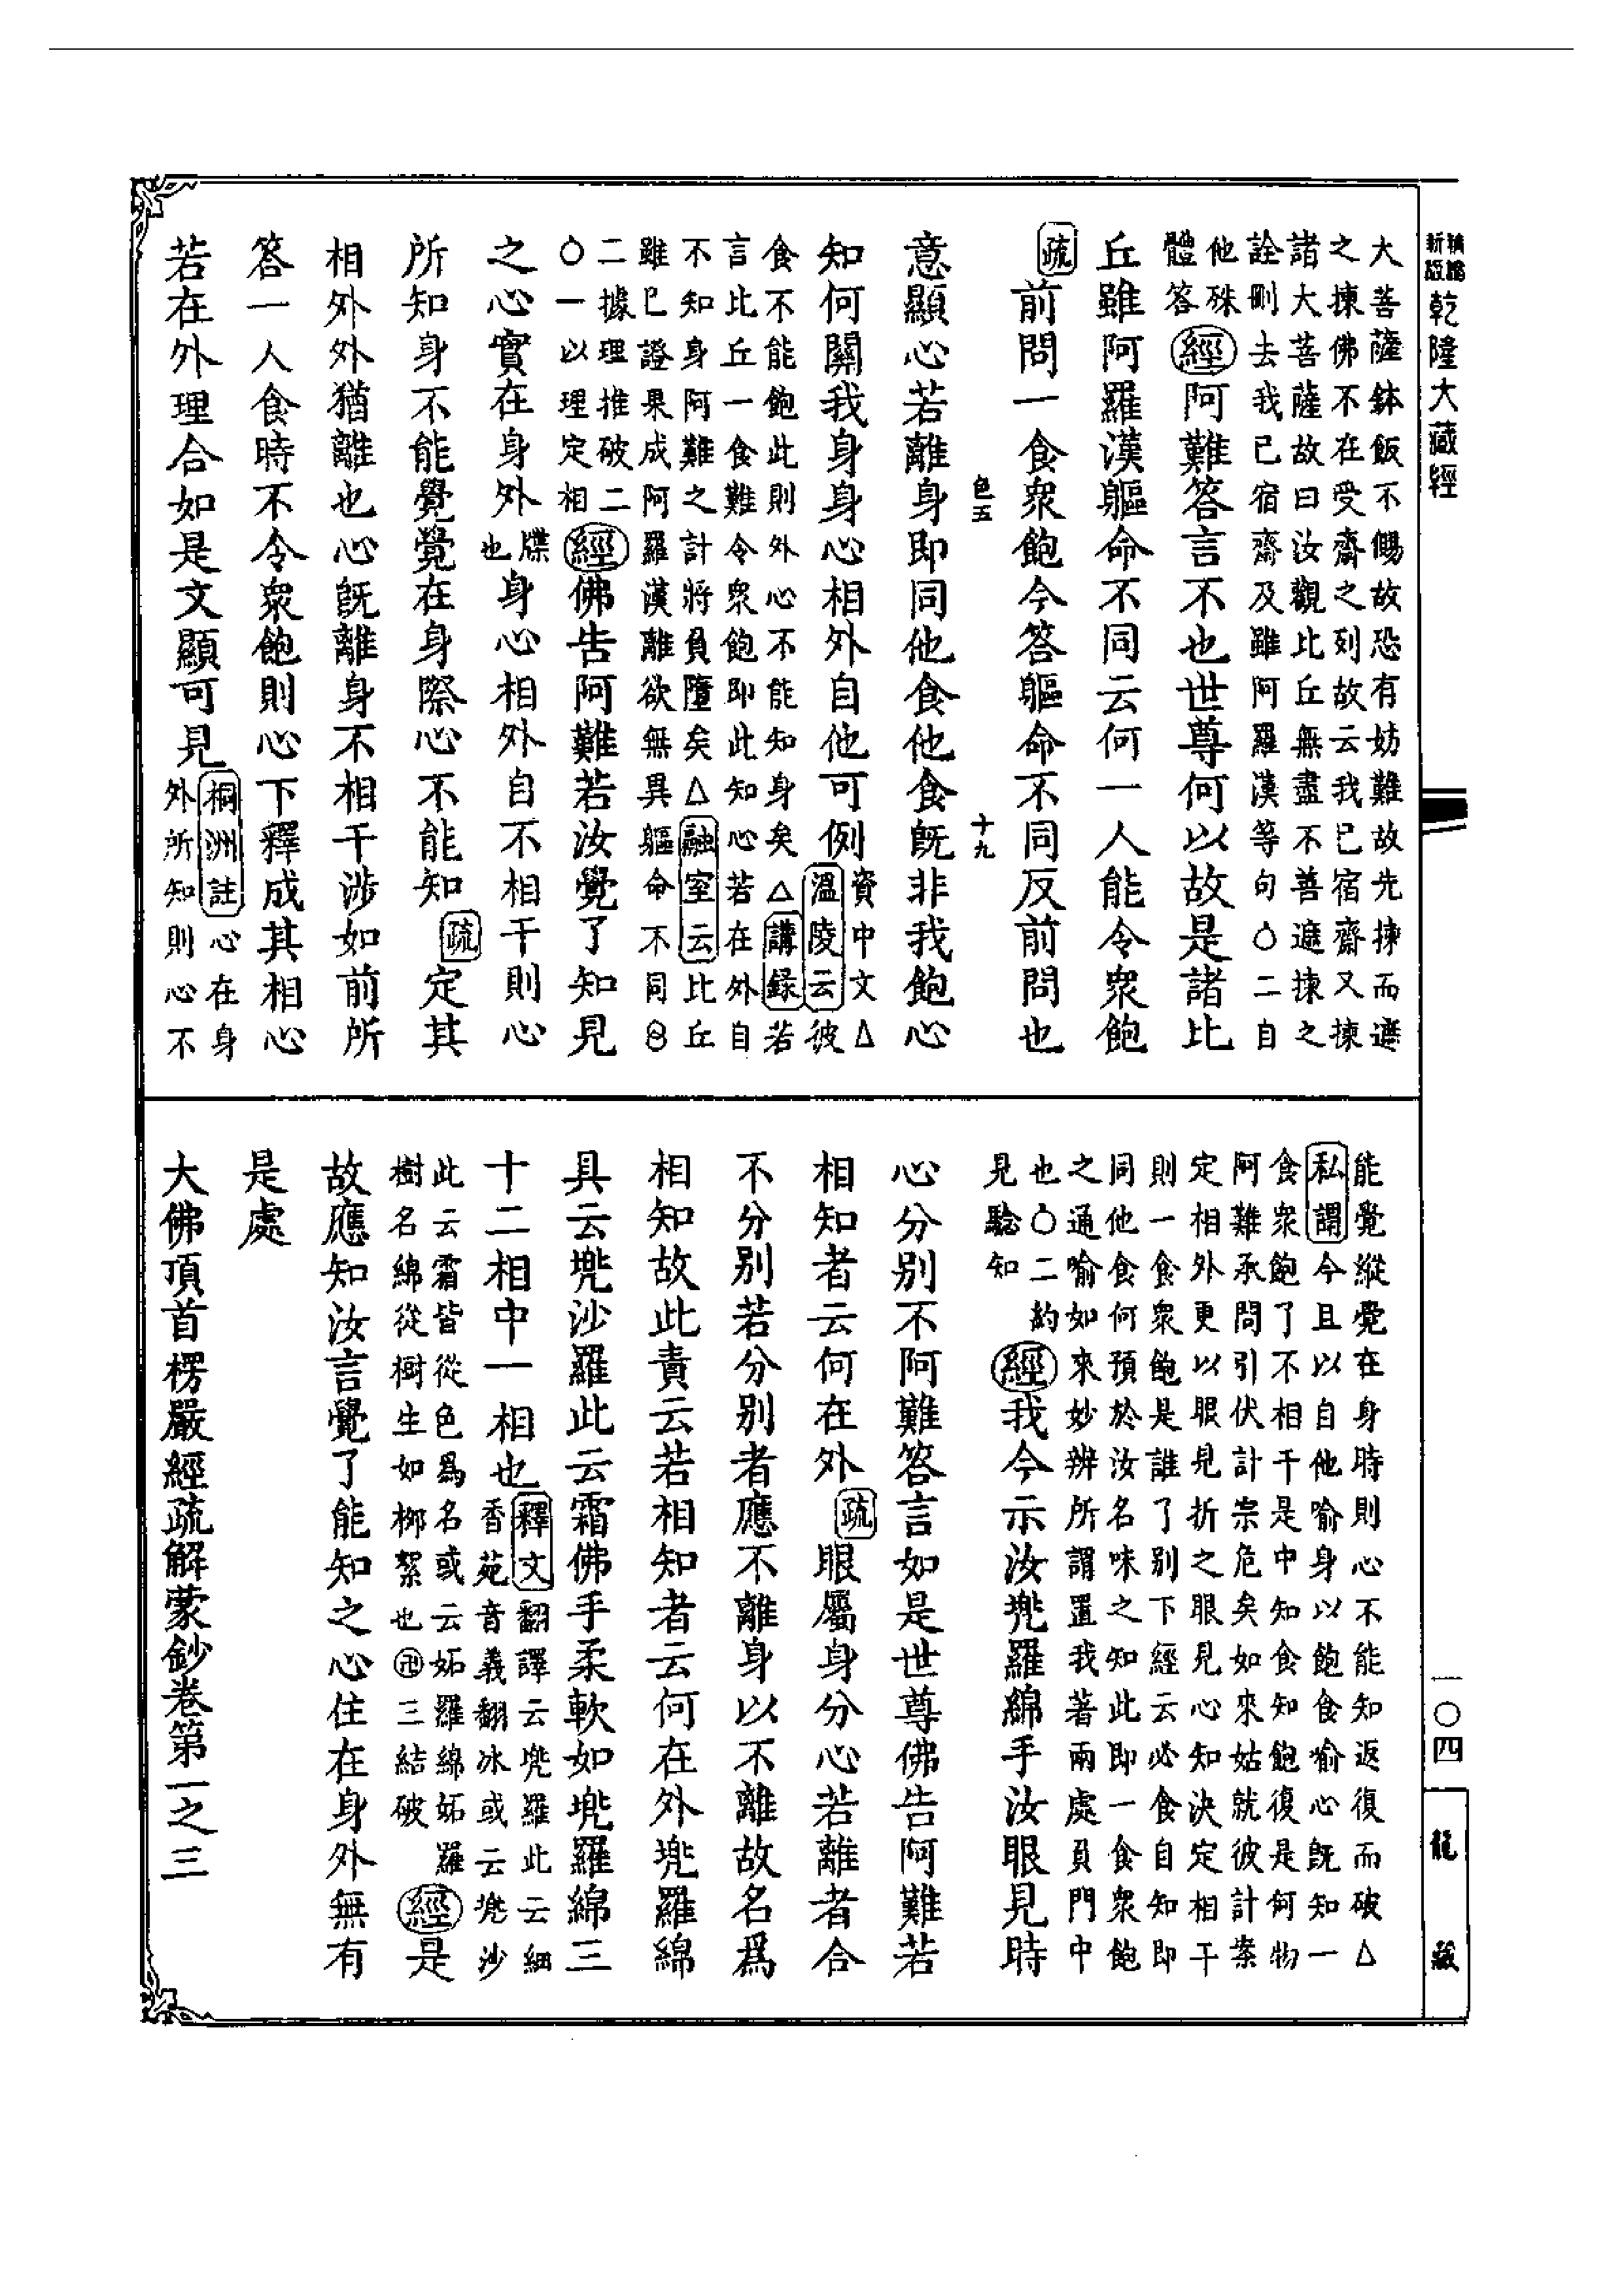 乾隆大藏經
大菩薩鉢飯不餳故恐有妨難故先揀而遮
之揀佛不在受齋之列故云我已宿齋又揀
諸大菩薩故曰汝觀比丘無盡不善遮揀之
詮刪去我已宿齋及雖阿羅漢等句〇二自
他殊
體答
經阿難答言不也世尊何以故是諸比
丘雖阿羅漢軀命不同云何一人能令衆飽
疏前問一食衆飽今答軀命不同反前問也
色五
十九
意顯心若離身即同他食他食既非我飽心
知何關我身身心相外自他可例資中文△
溫陵云彼
食不能飽此則外心不能知身矣△講録若
言此丘一食難令衆飽即此知心若在外自
不知身阿難之計將負墮矣△融室云比丘
雖已證果成阿羅漢離欲無異軀命不同
二據理推破二
〇一以理定相
經佛告阿難若汝覺了知見
之心實在身外牒
也身心相外自不相干則心
所知身不能覺覺在身際心不能知疏定其
相外外猶離也心既離身不相干涉如前所
答一人食時不令衆飽則心下釋成其相心
若在外理合如是文顯可見桐洲註心在身
外所知則心不
能覺縱覺在身時則心不能知返復而破△
私謂今且以自他喻身以飽食喻心既知一
食衆飽了不相干是中知食知飽復是何物
阿難承問引伏計宗危矣如來姑就彼計案
定相外更以眼見折之眼見心知決定相干
則一食衆飽是誰了別下經云必食自知即
同他食何預於汝名味之知此即一食衆飽
之通喻如來妙辨所謂置我著兩處負門中
也〇二約
見驗知
經我今示汝兠羅綿手汝眼見時
心分別不阿難答言如是世尊佛告阿難若
相知者云何在外疏眼屬身分心若離者合
不分別若分別者應不離身以不離故名爲
相知故此責云若相知者云何在外兠羅綿
具云兠沙羅此云霜佛手柔軟如兠羅綿三
十二相中一相也釋文翻譯云兠羅此云細
香苑音義翻冰或云兠沙
此云霜皆從色爲名或云妬羅綿妬羅
樹名綿從樹生如柳絮也卍三結破
經是
故應知汝言覺了能知之心住在身外無有
是處
大佛頂首楞嚴經疏解蒙鈔卷第一之三
一〇四
龍藏